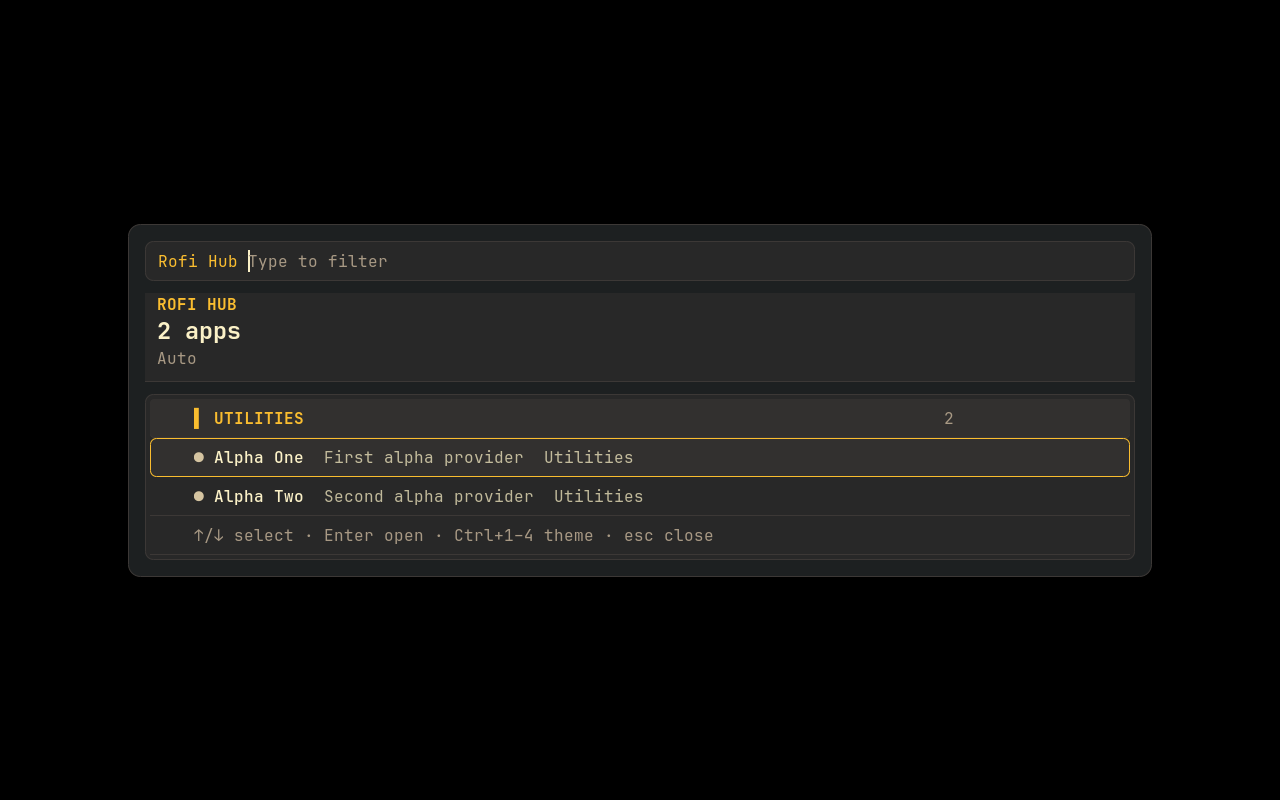 Rofi Hub Type to filter
ROFI HUB
2 apps
Auto
UTILITIES 2
Alpha One First alpha provider Utilities
Alpha Two Second alpha provider Utilities
↑/↓ select · Enter open · Ctrl+1–4 theme · esc close